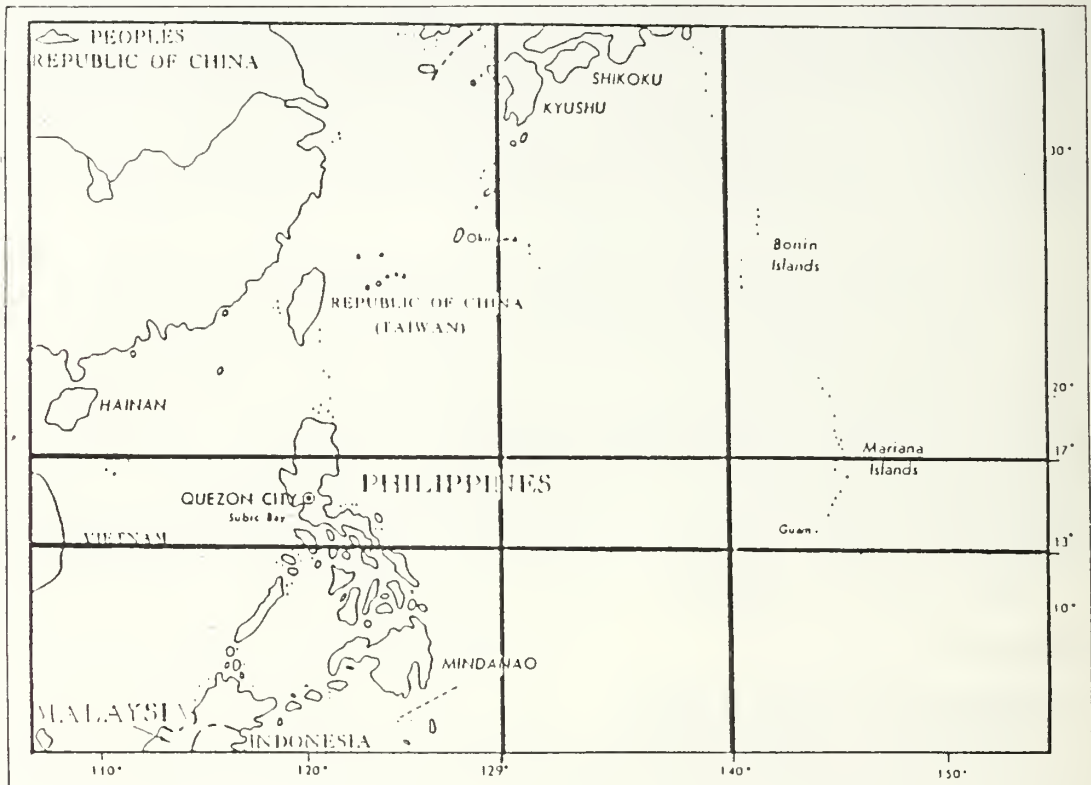 PEOPLES
REPUBLIC OF CHINA
SHIKOKU
KYUSHU
30°
Bonin
Islands
REPUBLIC OF CHINA
(TAIWAN)
20°
HAINAN
Mariana
Islands
17°
PHILIPPINES
QUEZON CITY
Subic Bay
Guam
VIETNAM
13°
10°
MINDANAO
MALAYSIA
INDONESIA
110°
120°
129°
140°
150°